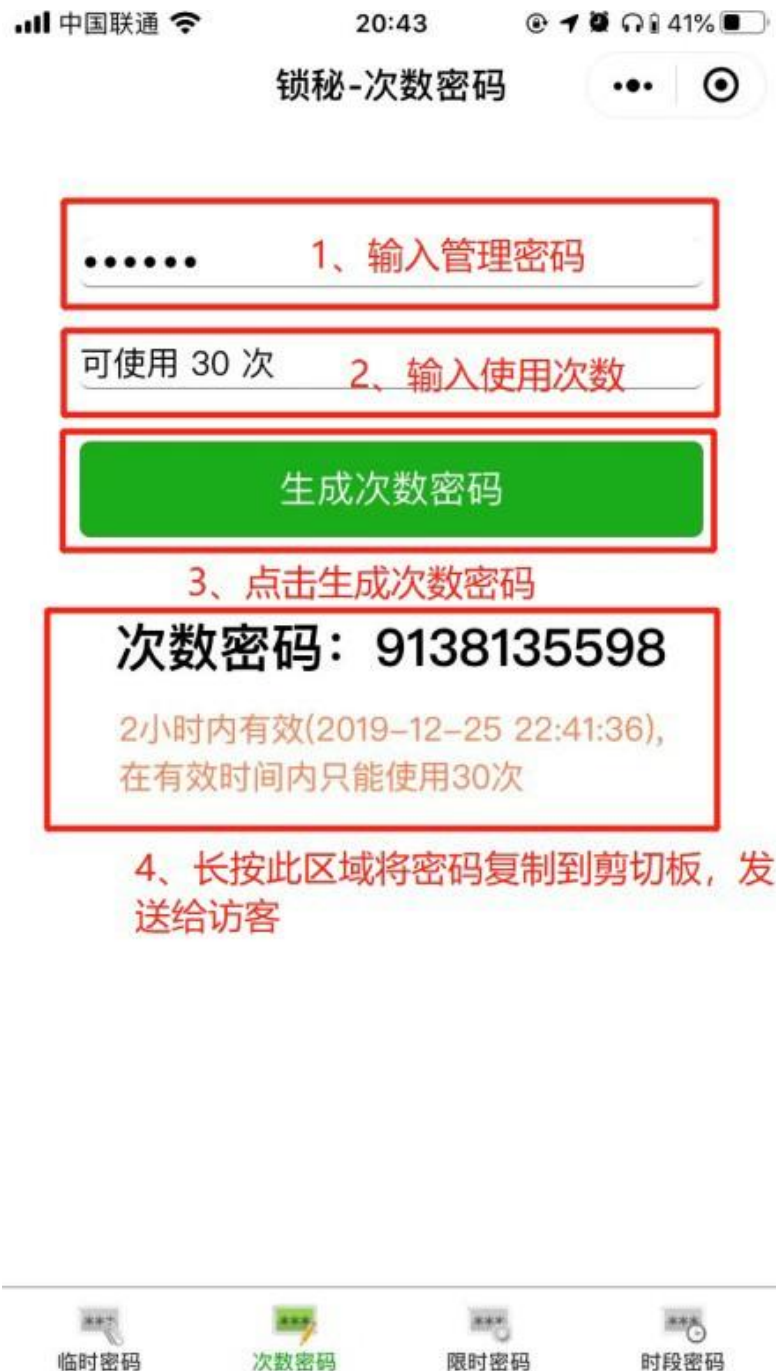 中国联通 20:43 41%
锁秘-次数密码
•••••• 1、输入管理密码
可使用 30 次 2、输入使用次数
生成次数密码
3、点击生成次数密码
次数密码：9138135598
2小时内有效(2019-12-25 22:41:36),
在有效时间内只能使用30次
4、长按此区域将密码复制到剪切板，发
送给访客
临时密码 次数密码 限时密码 时段密码